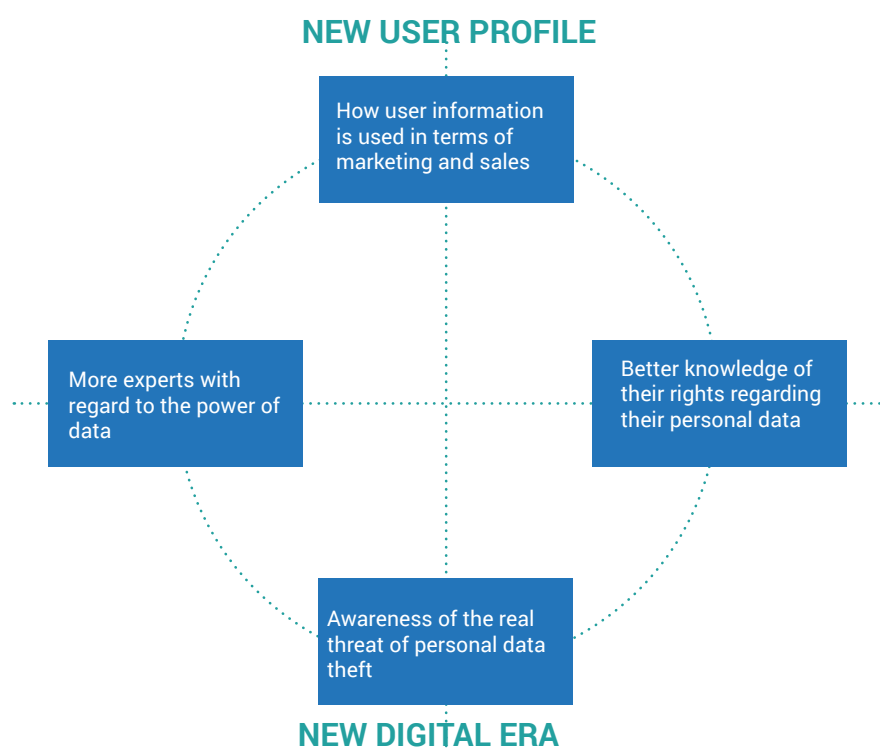 NEW USER PROFILE
How user information
is used in terms of
marketing and sales
More experts with
regard to the power of
data
Better knowledge of
their rights regarding
their personal data
Awareness of the real
threat of personal data
theft
NEW DIGITAL ERA